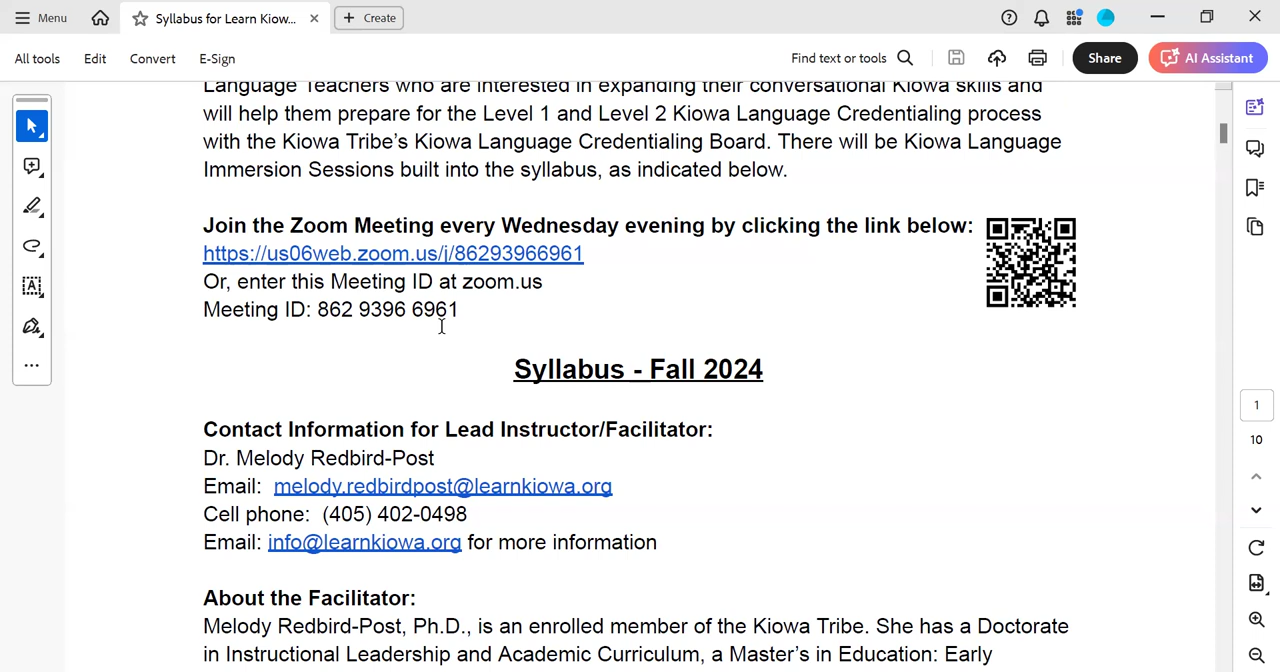 Menu
Syllabus for Learn Kiow...
Create
All tools
Edit
Convert
E-Sign
Find text or tools
Share
AI Assistant
Language Teachers who are interested in expanding their conversational Kiowa skills and
will help them prepare for the Level 1 and Level 2 Kiowa Language Credentialing process
with the Kiowa Tribe's Kiowa Language Credentialing Board. There will be Kiowa Language
Immersion Sessions built into the syllabus, as indicated below.
Join the Zoom Meeting every Wednesday evening by clicking the link below:
https://us06web.zoom.us/j/86293966961
Or, enter this Meeting ID at zoom.us
Meeting ID: 862 9396 6961
Syllabus - Fall 2024
Contact Information for Lead Instructor/Facilitator:
Dr. Melody Redbird-Post
Email: melody.redbirdpost@learnkiowa.org
Cell phone: (405) 402-0498
Email: info@learnkiowa.org for more information
About the Facilitator:
Melody Redbird-Post, Ph.D., is an enrolled member of the Kiowa Tribe. She has a Doctorate
in Instructional Leadership and Academic Curriculum, a Master's in Education: Early
1
10